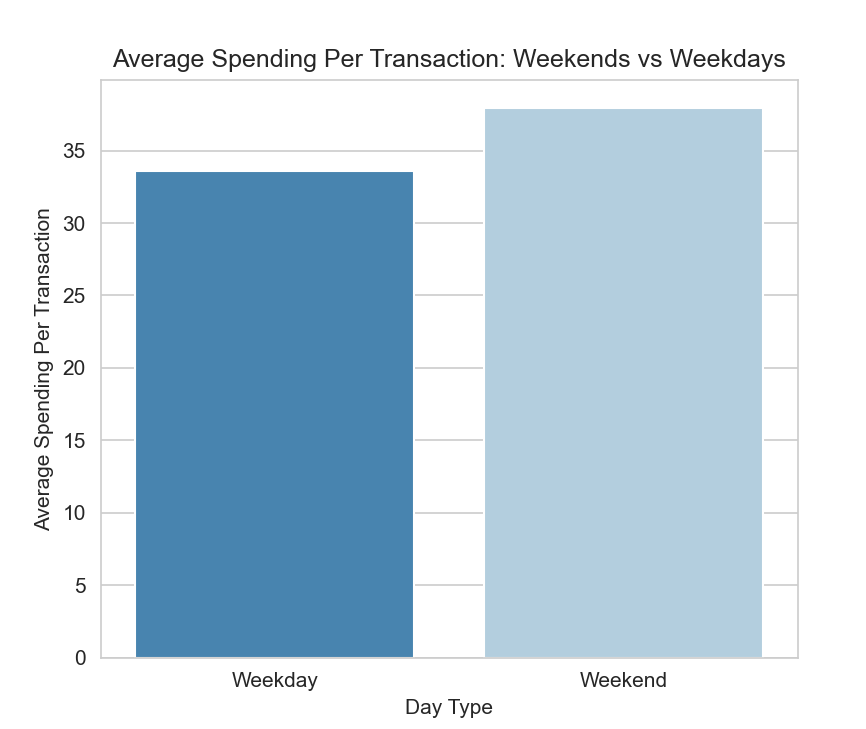 Average Spending Per Transaction: Weekends vs Weekdays
Average Spending Per Transaction
35
30
25
20
15
10
5
0
Weekday Weekend
Day Type